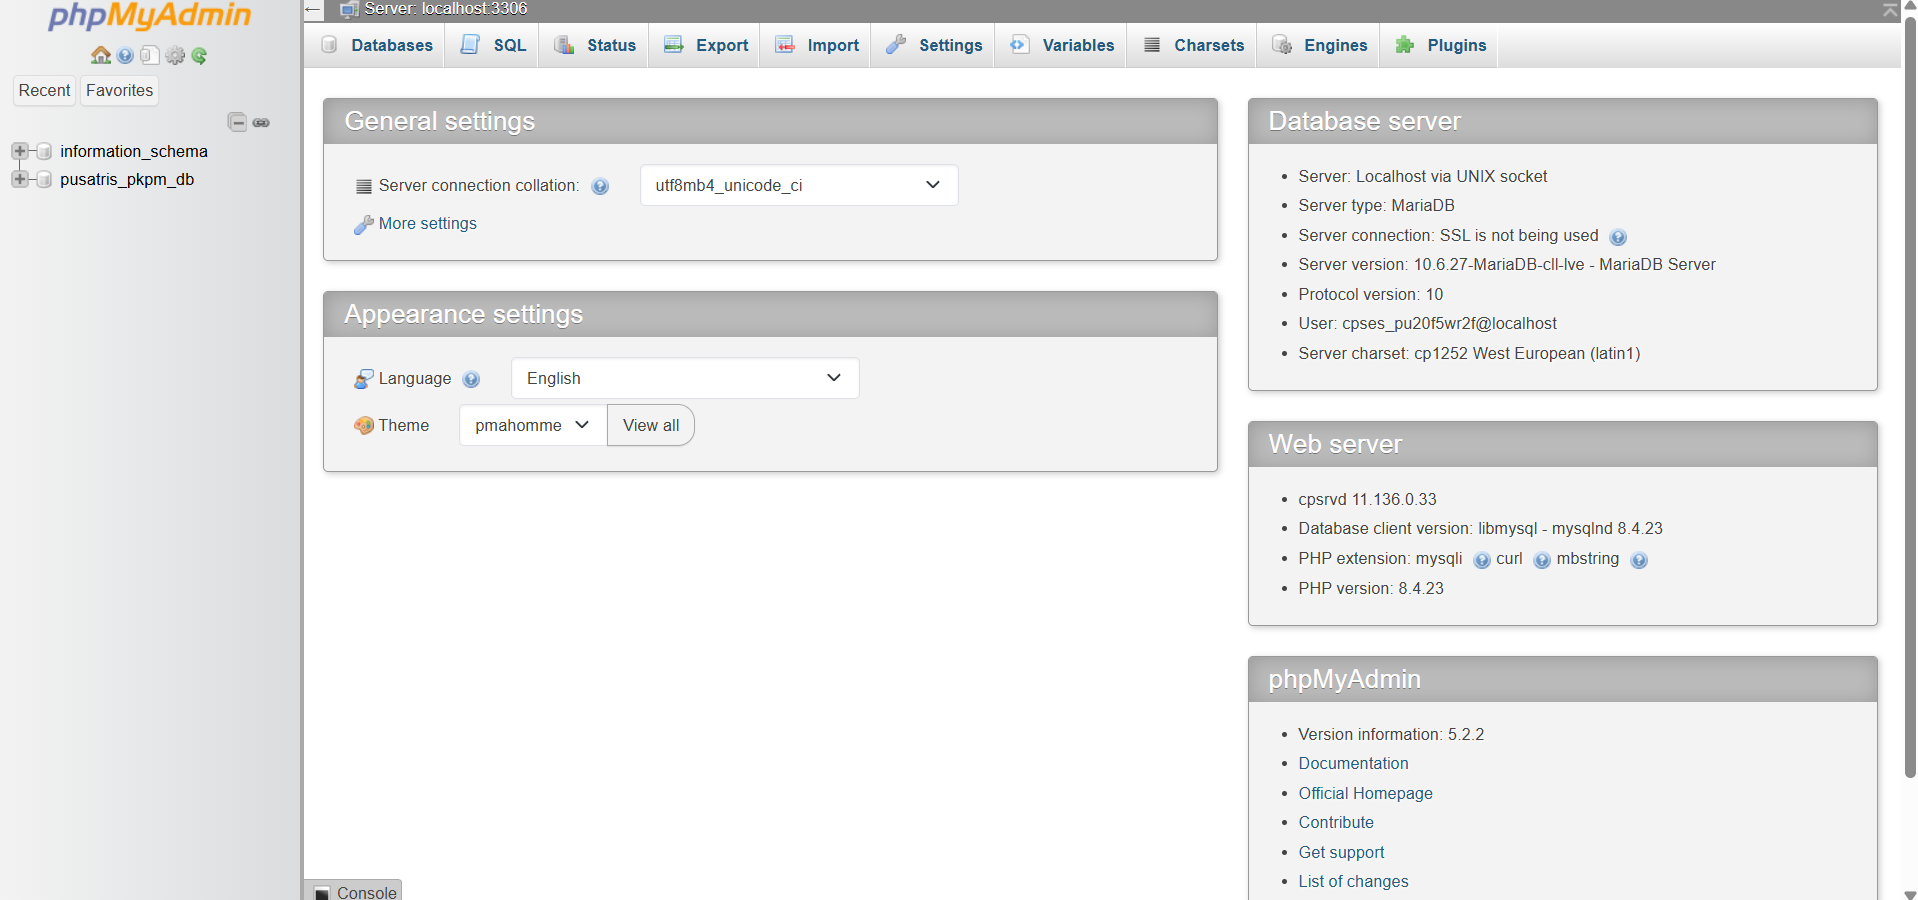 phpMyAdmin
Recent
Favorites
information_schema
pusatris_pkpm_db
Server: localhost:3306
Databases
SQL
Status
Export
Import
Settings
Variables
Charsets
Engines
Plugins
General settings
Server connection collation:
utf8mb4_unicode_ci
More settings
Appearance settings
Language
English
Theme
pmahomme
View all
Database server
Server: Localhost via UNIX socket
Server type: MariaDB
Server connection: SSL is not being used
Server version: 10.6.27-MariaDB-cll-lve - MariaDB Server
Protocol version: 10
User: cpses_pu20f5wr2f@localhost
Server charset: cp1252 West European (latin1)
Web server
cpsrvd 11.136.0.33
Database client version: libmysql - mysqlnd 8.4.23
PHP extension: mysqli curl mbstring
PHP version: 8.4.23
phpMyAdmin
Version information: 5.2.2
Documentation
Official Homepage
Contribute
Get support
List of changes
Console